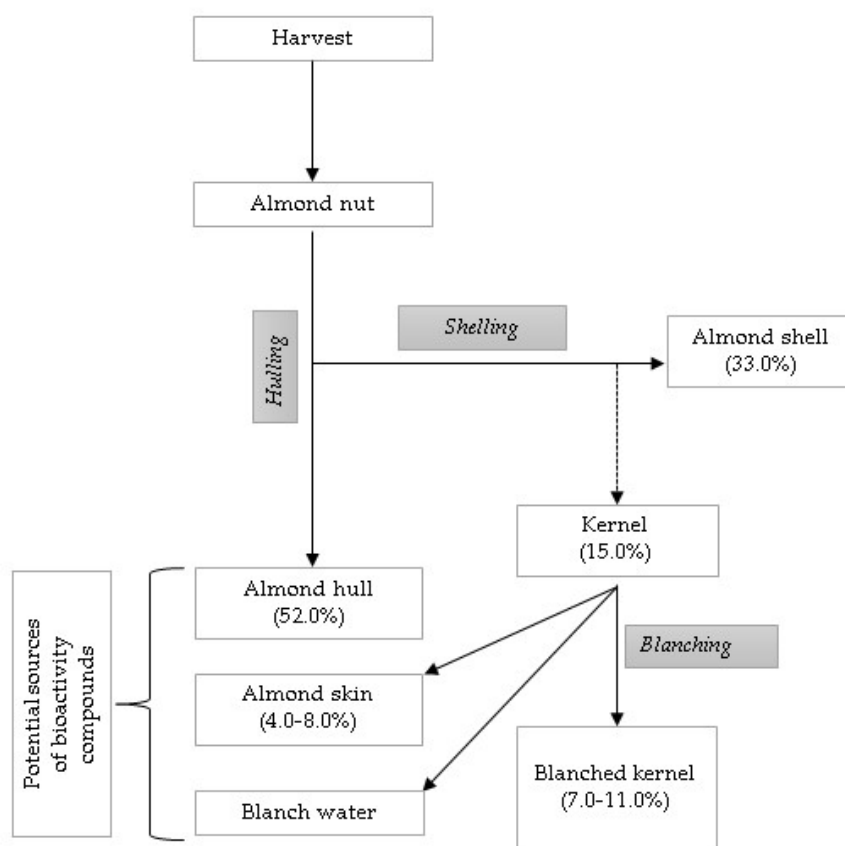 Harvest
Almond nut
Hulling
Shelling
Almond shell
(33.0%)
Kernel
(15.0%)
Almond hull
(52.0%)
Blanching
Potential sources
of bioactivity
compounds
Almond skin
(4.0-8.0%)
Blanched kernel
(7.0-11.0%)
Blanch water